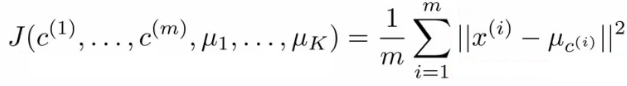 J(c^{(1)}, \ldots, c^{(m)}, \mu_1, \ldots, \mu_K) = \frac{1}{m} \sum_{i=1}^{m} ||x^{(i)} - \mu_{c^{(i)}}||^2